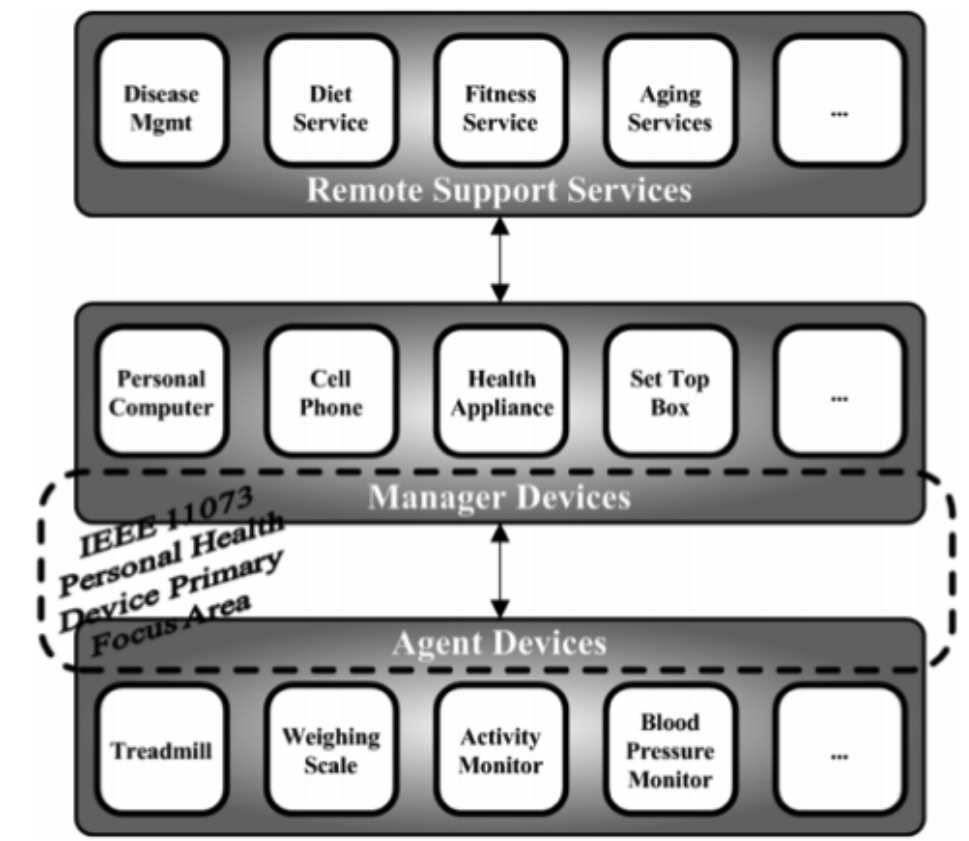 Disease
Mgmt
Diet
Service
Fitness
Service
Aging
Services
...
Remote Support Services
Personal
Computer
Cell
Phone
Health
Appliance
Set Top
Box
...
Manager Devices
IEEE 11073
Personal Health
Device Primary
Focus Area
Agent Devices
Treadmill
Weighing
Scale
Activity
Monitor
Blood
Pressure
Monitor
...